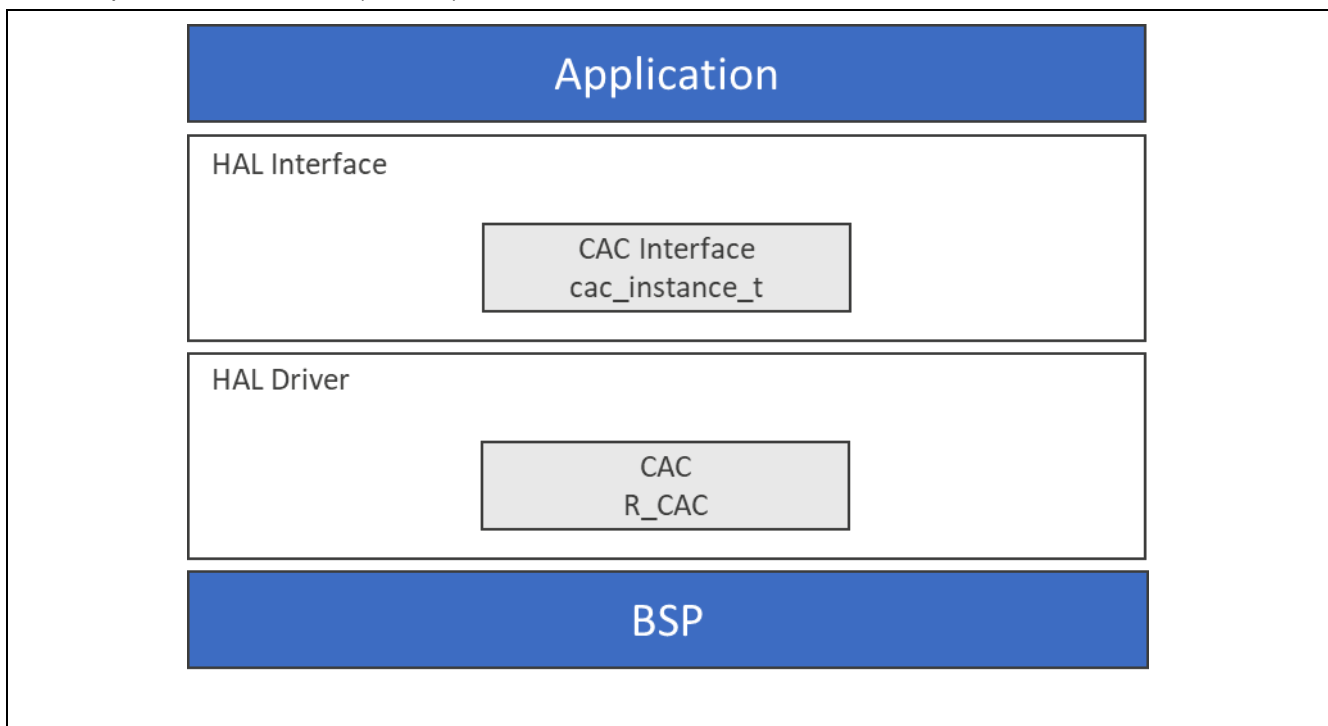 Application
HAL Interface
CAC Interface
cac_instance_t
HAL Driver
CAC
R_CAC
BSP